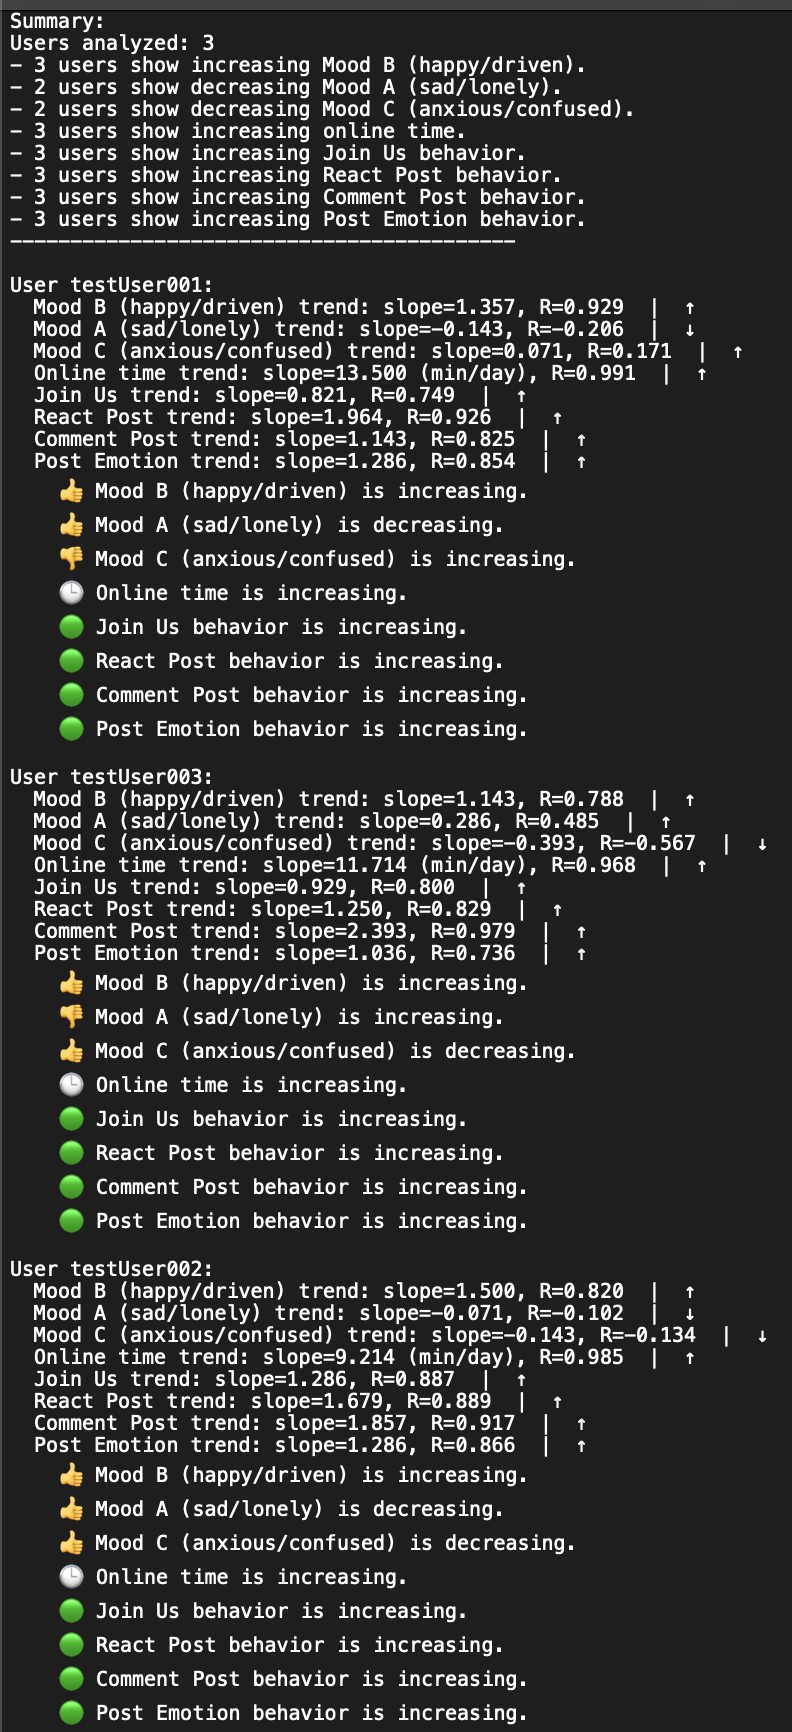 Summary:
Users analyzed: 3
- 3 users show increasing Mood B (happy/driven).
- 2 users show decreasing Mood A (sad/lonely).
- 2 users show decreasing Mood C (anxious/confused).
- 3 users show increasing online time.
- 3 users show increasing Join Us behavior.
- 3 users show increasing React Post behavior.
- 3 users show increasing Comment Post behavior.
- 3 users show increasing Post Emotion behavior.
------------------------------------------
User testUser001:
Mood B (happy/driven) trend: slope=1.357, R=0.929 | ↑
Mood A (sad/lonely) trend: slope=-0.143, R=-0.206 | ↓
Mood C (anxious/confused) trend: slope=0.071, R=0.171 | ↑
Online time trend: slope=13.500 (min/day), R=0.991 | ↑
Join Us trend: slope=0.821, R=0.749 | ↑
React Post trend: slope=1.964, R=0.926 | ↑
Comment Post trend: slope=1.143, R=0.825 | ↑
Post Emotion trend: slope=1.286, R=0.854 | ↑
👍 Mood B (happy/driven) is increasing.
👍 Mood A (sad/lonely) is decreasing.
👎 Mood C (anxious/confused) is increasing.
🕒 Online time is increasing.
🟢 Join Us behavior is increasing.
🟢 React Post behavior is increasing.
🟢 Comment Post behavior is increasing.
🟢 Post Emotion behavior is increasing.
User testUser003:
Mood B (happy/driven) trend: slope=1.143, R=0.788 | ↑
Mood A (sad/lonely) trend: slope=0.286, R=0.485 | ↑
Mood C (anxious/confused) trend: slope=-0.393, R=-0.567 | ↓
Online time trend: slope=11.714 (min/day), R=0.968 | ↑
Join Us trend: slope=0.929, R=0.800 | ↑
React Post trend: slope=1.250, R=0.829 | ↑
Comment Post trend: slope=2.393, R=0.979 | ↑
Post Emotion trend: slope=1.036, R=0.736 | ↑
👍 Mood B (happy/driven) is increasing.
👎 Mood A (sad/lonely) is increasing.
👍 Mood C (anxious/confused) is decreasing.
🕒 Online time is increasing.
🟢 Join Us behavior is increasing.
🟢 React Post behavior is increasing.
🟢 Comment Post behavior is increasing.
🟢 Post Emotion behavior is increasing.
User testUser002:
Mood B (happy/driven) trend: slope=1.500, R=0.820 | ↑
Mood A (sad/lonely) trend: slope=-0.071, R=-0.102 | ↓
Mood C (anxious/confused) trend: slope=-0.143, R=-0.134 | ↓
Online time trend: slope=9.214 (min/day), R=0.985 | ↑
Join Us trend: slope=1.286, R=0.887 | ↑
React Post trend: slope=1.679, R=0.889 | ↑
Comment Post trend: slope=1.857, R=0.917 | ↑
Post Emotion trend: slope=1.286, R=0.866 | ↑
👍 Mood B (happy/driven) is increasing.
👍 Mood A (sad/lonely) is decreasing.
👍 Mood C (anxious/confused) is decreasing.
🕒 Online time is increasing.
🟢 Join Us behavior is increasing.
🟢 React Post behavior is increasing.
🟢 Comment Post behavior is increasing.
🟢 Post Emotion behavior is increasing.